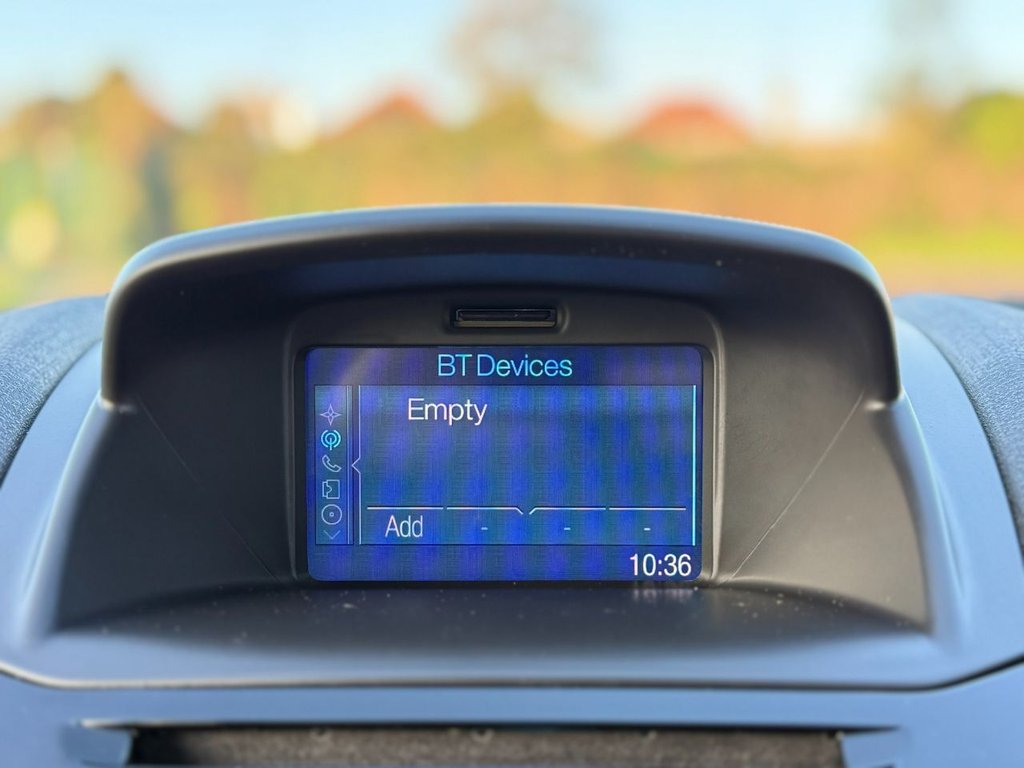 BT Devices
Empty
Add - - -
10:36